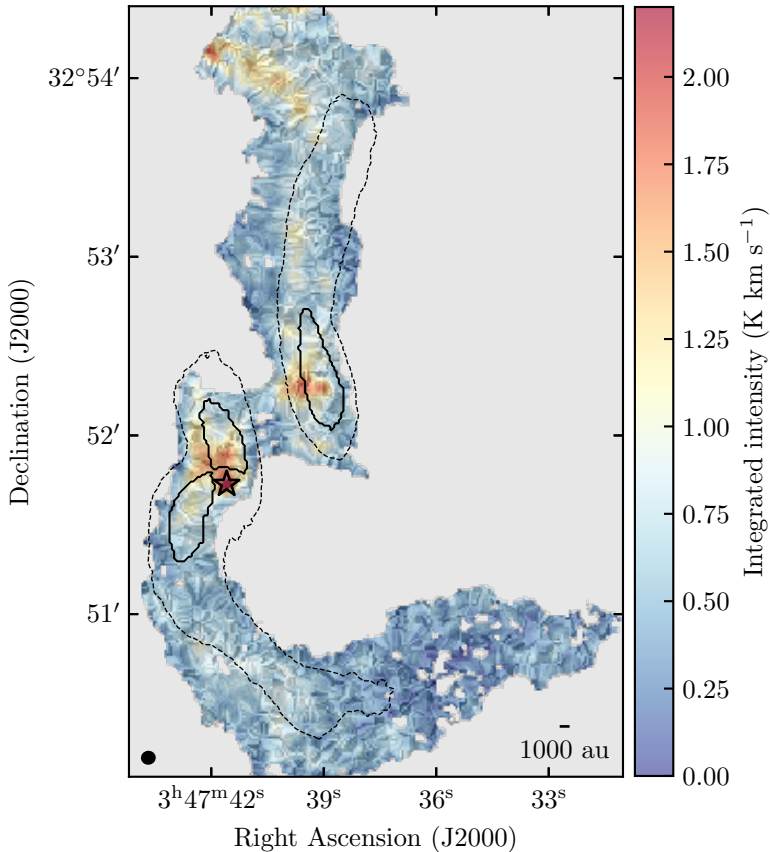 32°54′
53′
52′
51′
Declination (J2000)
1000 au
3ʰ47ᵐ42ˢ
39ˢ
36ˢ
33ˢ
Right Ascension (J2000)
2.00
1.75
1.50
1.25
1.00
0.75
0.50
0.25
0.00
Integrated intensity (K km s⁻¹)